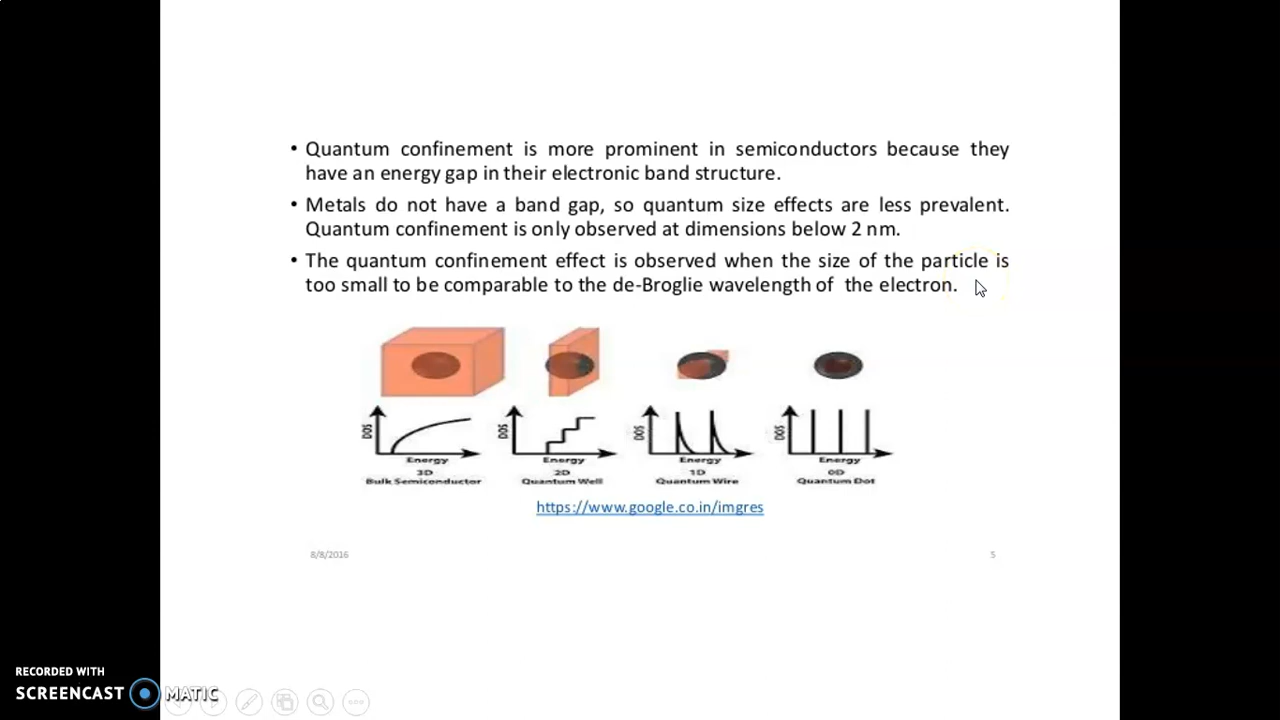 • Quantum confinement is more prominent in semiconductors because they
have an energy gap in their electronic band structure.
• Metals do not have a band gap, so quantum size effects are less prevalent.
Quantum confinement is only observed at dimensions below 2 nm.
• The quantum confinement effect is observed when the size of the particle is
too small to be comparable to the de-Broglie wavelength of the electron.
DOS DOS DOS DOS
Energy Energy Energy Energy
3D 2D 1D 0D
Bulk Semiconductor Quantum Well Quantum Wire Quantum Dot
https://www.google.co.in/imgres
8/8/2016 5
RECORDED WITH
SCREENCAST MATIC